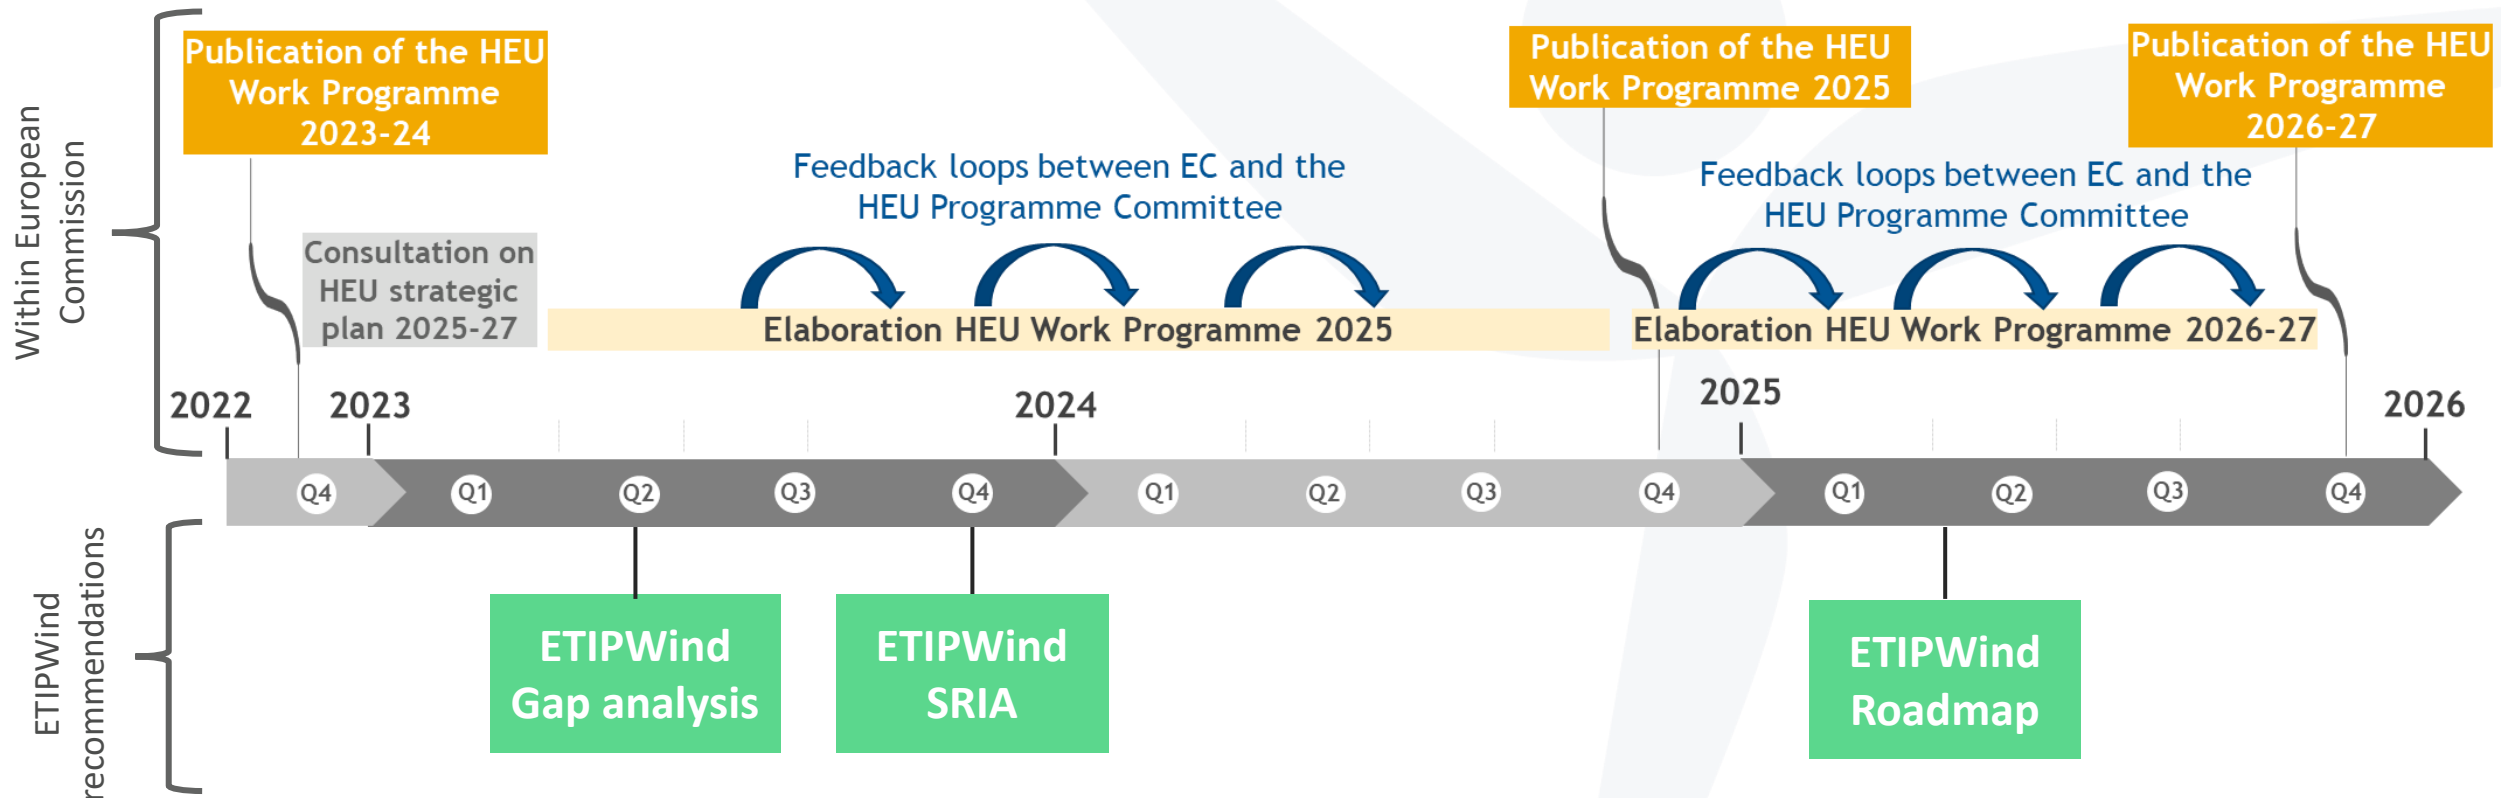 Within European
Commission
Publication of the HEU
Work Programme
2023-24
Consultation on
HEU strategic
plan 2025-27
Feedback loops between EC and the
HEU Programme Committee
Elaboration HEU Work Programme 2025
Publication of the HEU
Work Programme 2025
Feedback loops between EC and the
HEU Programme Committee
Elaboration HEU Work Programme 2026-27
Publication of the HEU
Work Programme
2026-27
2022
2023
2024
2025
2026
Q4
Q1
Q2
Q3
Q4
Q1
Q2
Q3
Q4
Q1
Q2
Q3
Q4
ETIPWind
recommendations
ETIPWind
Gap analysis
ETIPWind
SRIA
ETIPWind
Roadmap